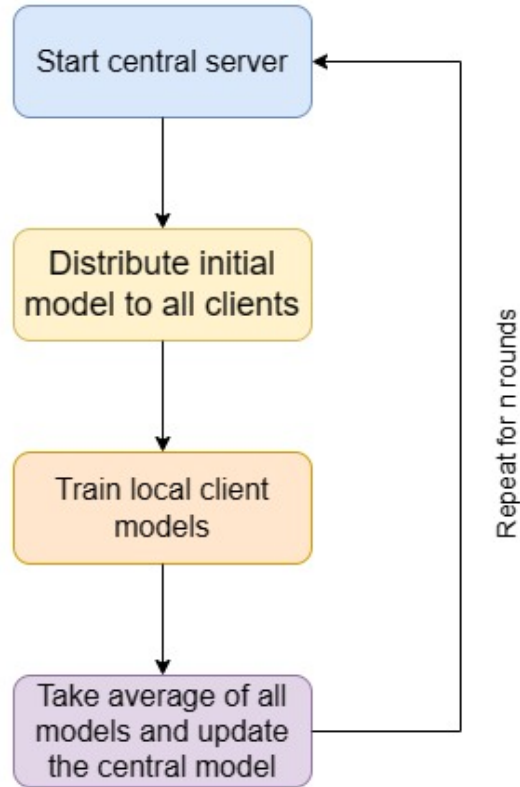 Start central server
Distribute initial
model to all clients
Train local client
models
Take average of all
models and update
the central model
Repeat for n rounds